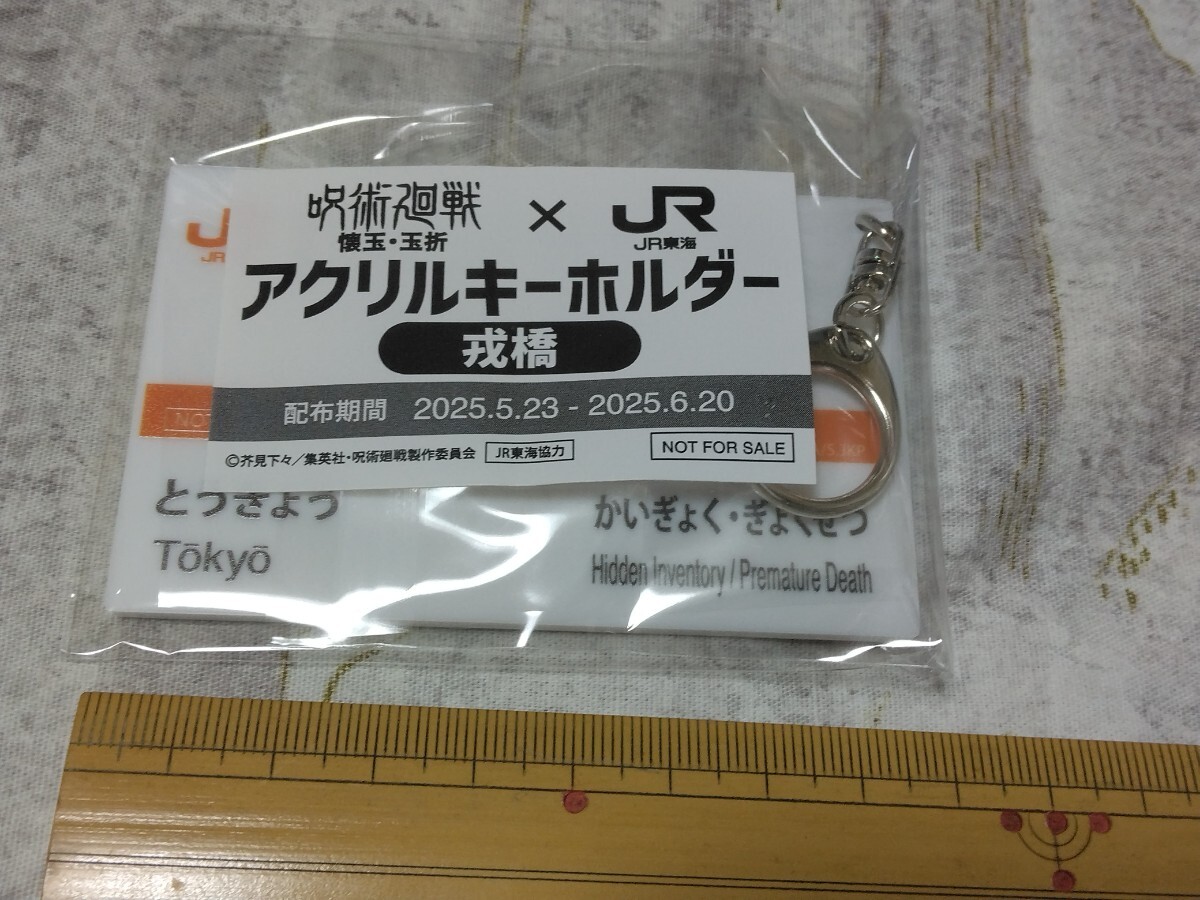 呪術廻戦
懐玉・玉折
×
JR
JR東海
アクリルキーホルダー
戎橋
配布期間 2025.5.23 - 2025.6.20
©芥見下々/集英社・呪術廻戦製作委員会
JR東海協力
NOT FOR SALE
JR
NOT
とうきょう
Tōkyō
かいぎょく・ぎょくせつ
Hidden Inventory / Premature Death